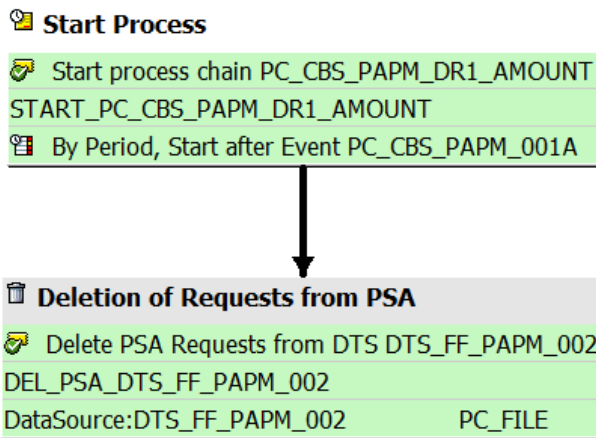 Start Process
Start process chain PC_CBS_PAPM_DR1_AMOUNT
START_PC_CBS_PAPM_DR1_AMOUNT
By Period, Start after Event PC_CBS_PAPM_001A
Deletion of Requests from PSA
Delete PSA Requests from DTS DTS_FF_PAPM_002
DEL_PSA_DTS_FF_PAPM_002
DataSource:DTS_FF_PAPM_002 PC_FILE